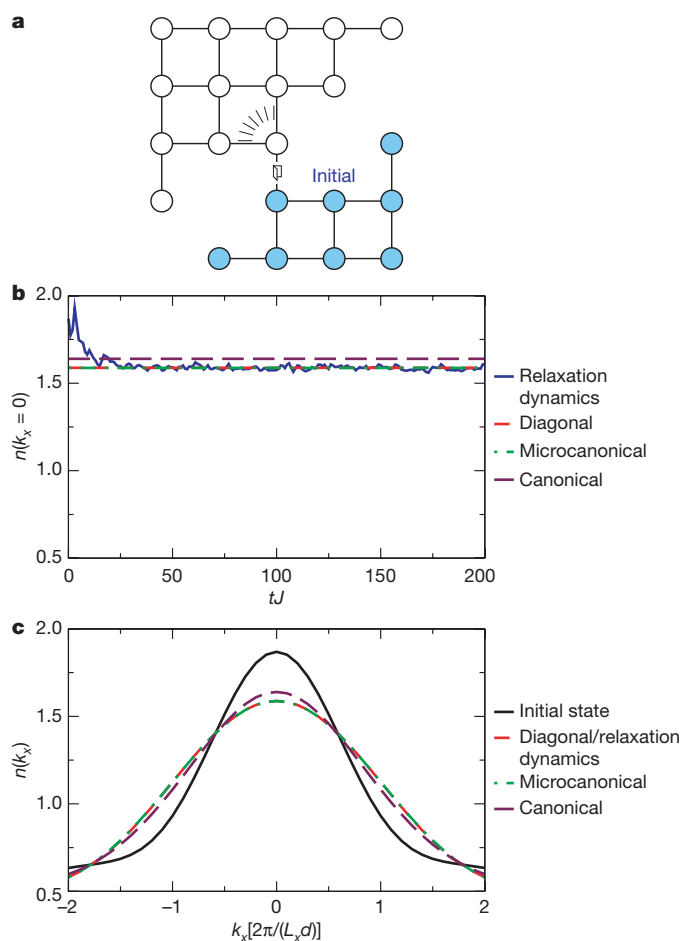 a
Initial
b
2.0
1.5
1.0
0.5
n(kₓ = 0)
0
50
100
150
200
tJ
Relaxation
dynamics
Diagonal
Microcanonical
Canonical
c
2.0
1.5
1.0
0.5
n(kₓ)
−2
−1
0
1
2
kₓ[2π/(Lₓd)]
Initial state
Diagonal/relaxation
dynamics
Microcanonical
Canonical